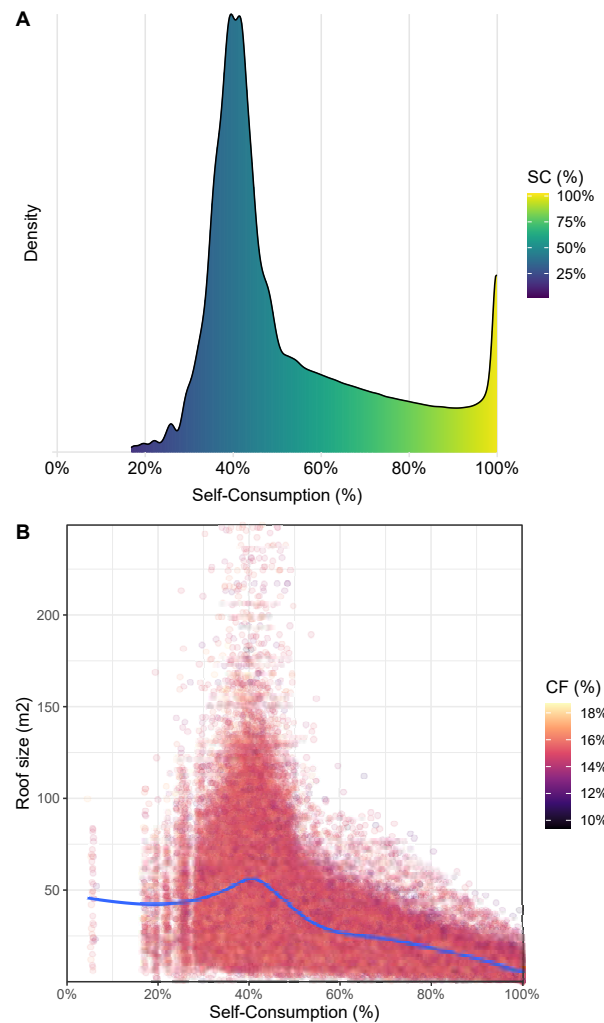 A
Density
0% 20% 40% 60% 80% 100%
Self-Consumption (%)
SC (%)
100%
75%
50%
25%
B
Roof size (m2)
200
150
100
50
0% 20% 40% 60% 80% 100%
Self-Consumption (%)
CF (%)
18%
16%
14%
12%
10%